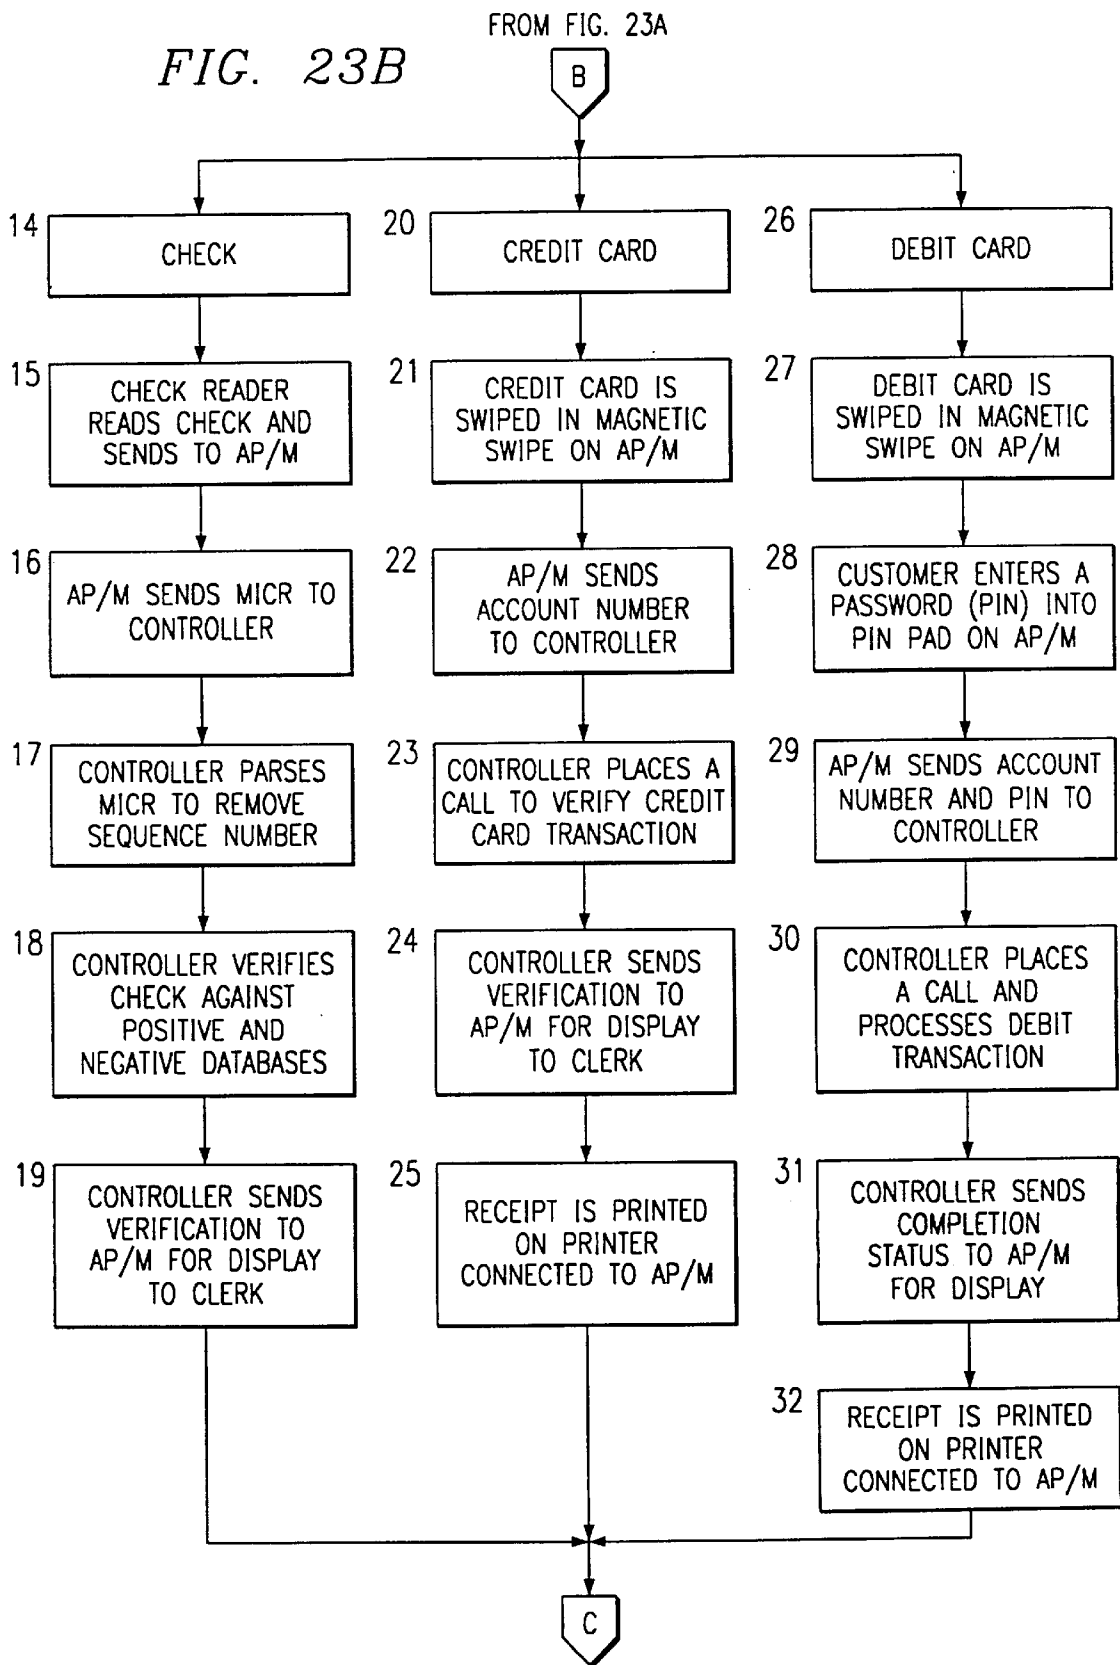 FROM FIG. 23A
FIG. 23B
B
14
CHECK
15
CHECK READER
READS CHECK AND
SENDS TO AP/M
16
AP/M SENDS MICR TO
CONTROLLER
17
CONTROLLER PARSES
MICR TO REMOVE
SEQUENCE NUMBER
18
CONTROLLER VERIFIES
CHECK AGAINST
POSITIVE AND
NEGATIVE DATABASES
19
CONTROLLER SENDS
VERIFICATION TO
AP/M FOR DISPLAY
TO CLERK
20
CREDIT CARD
21
CREDIT CARD IS
SWIPED IN MAGNETIC
SWIPE ON AP/M
22
AP/M SENDS
ACCOUNT NUMBER
TO CONTROLLER
23
CONTROLLER PLACES A
CALL TO VERIFY CREDIT
CARD TRANSACTION
24
CONTROLLER SENDS
VERIFICATION TO
AP/M FOR DISPLAY
TO CLERK
25
RECEIPT IS PRINTED
ON PRINTER
CONNECTED TO AP/M
26
DEBIT CARD
27
DEBIT CARD IS
SWIPED IN MAGNETIC
SWIPE ON AP/M
28
CUSTOMER ENTERS A
PASSWORD (PIN) INTO
PIN PAD ON AP/M
29
AP/M SENDS ACCOUNT
NUMBER AND PIN TO
CONTROLLER
30
CONTROLLER PLACES
A CALL AND
PROCESSES DEBIT
TRANSACTION
31
CONTROLLER SENDS
COMPLETION
STATUS TO AP/M
FOR DISPLAY
32
RECEIPT IS PRINTED
ON PRINTER
CONNECTED TO AP/M
C